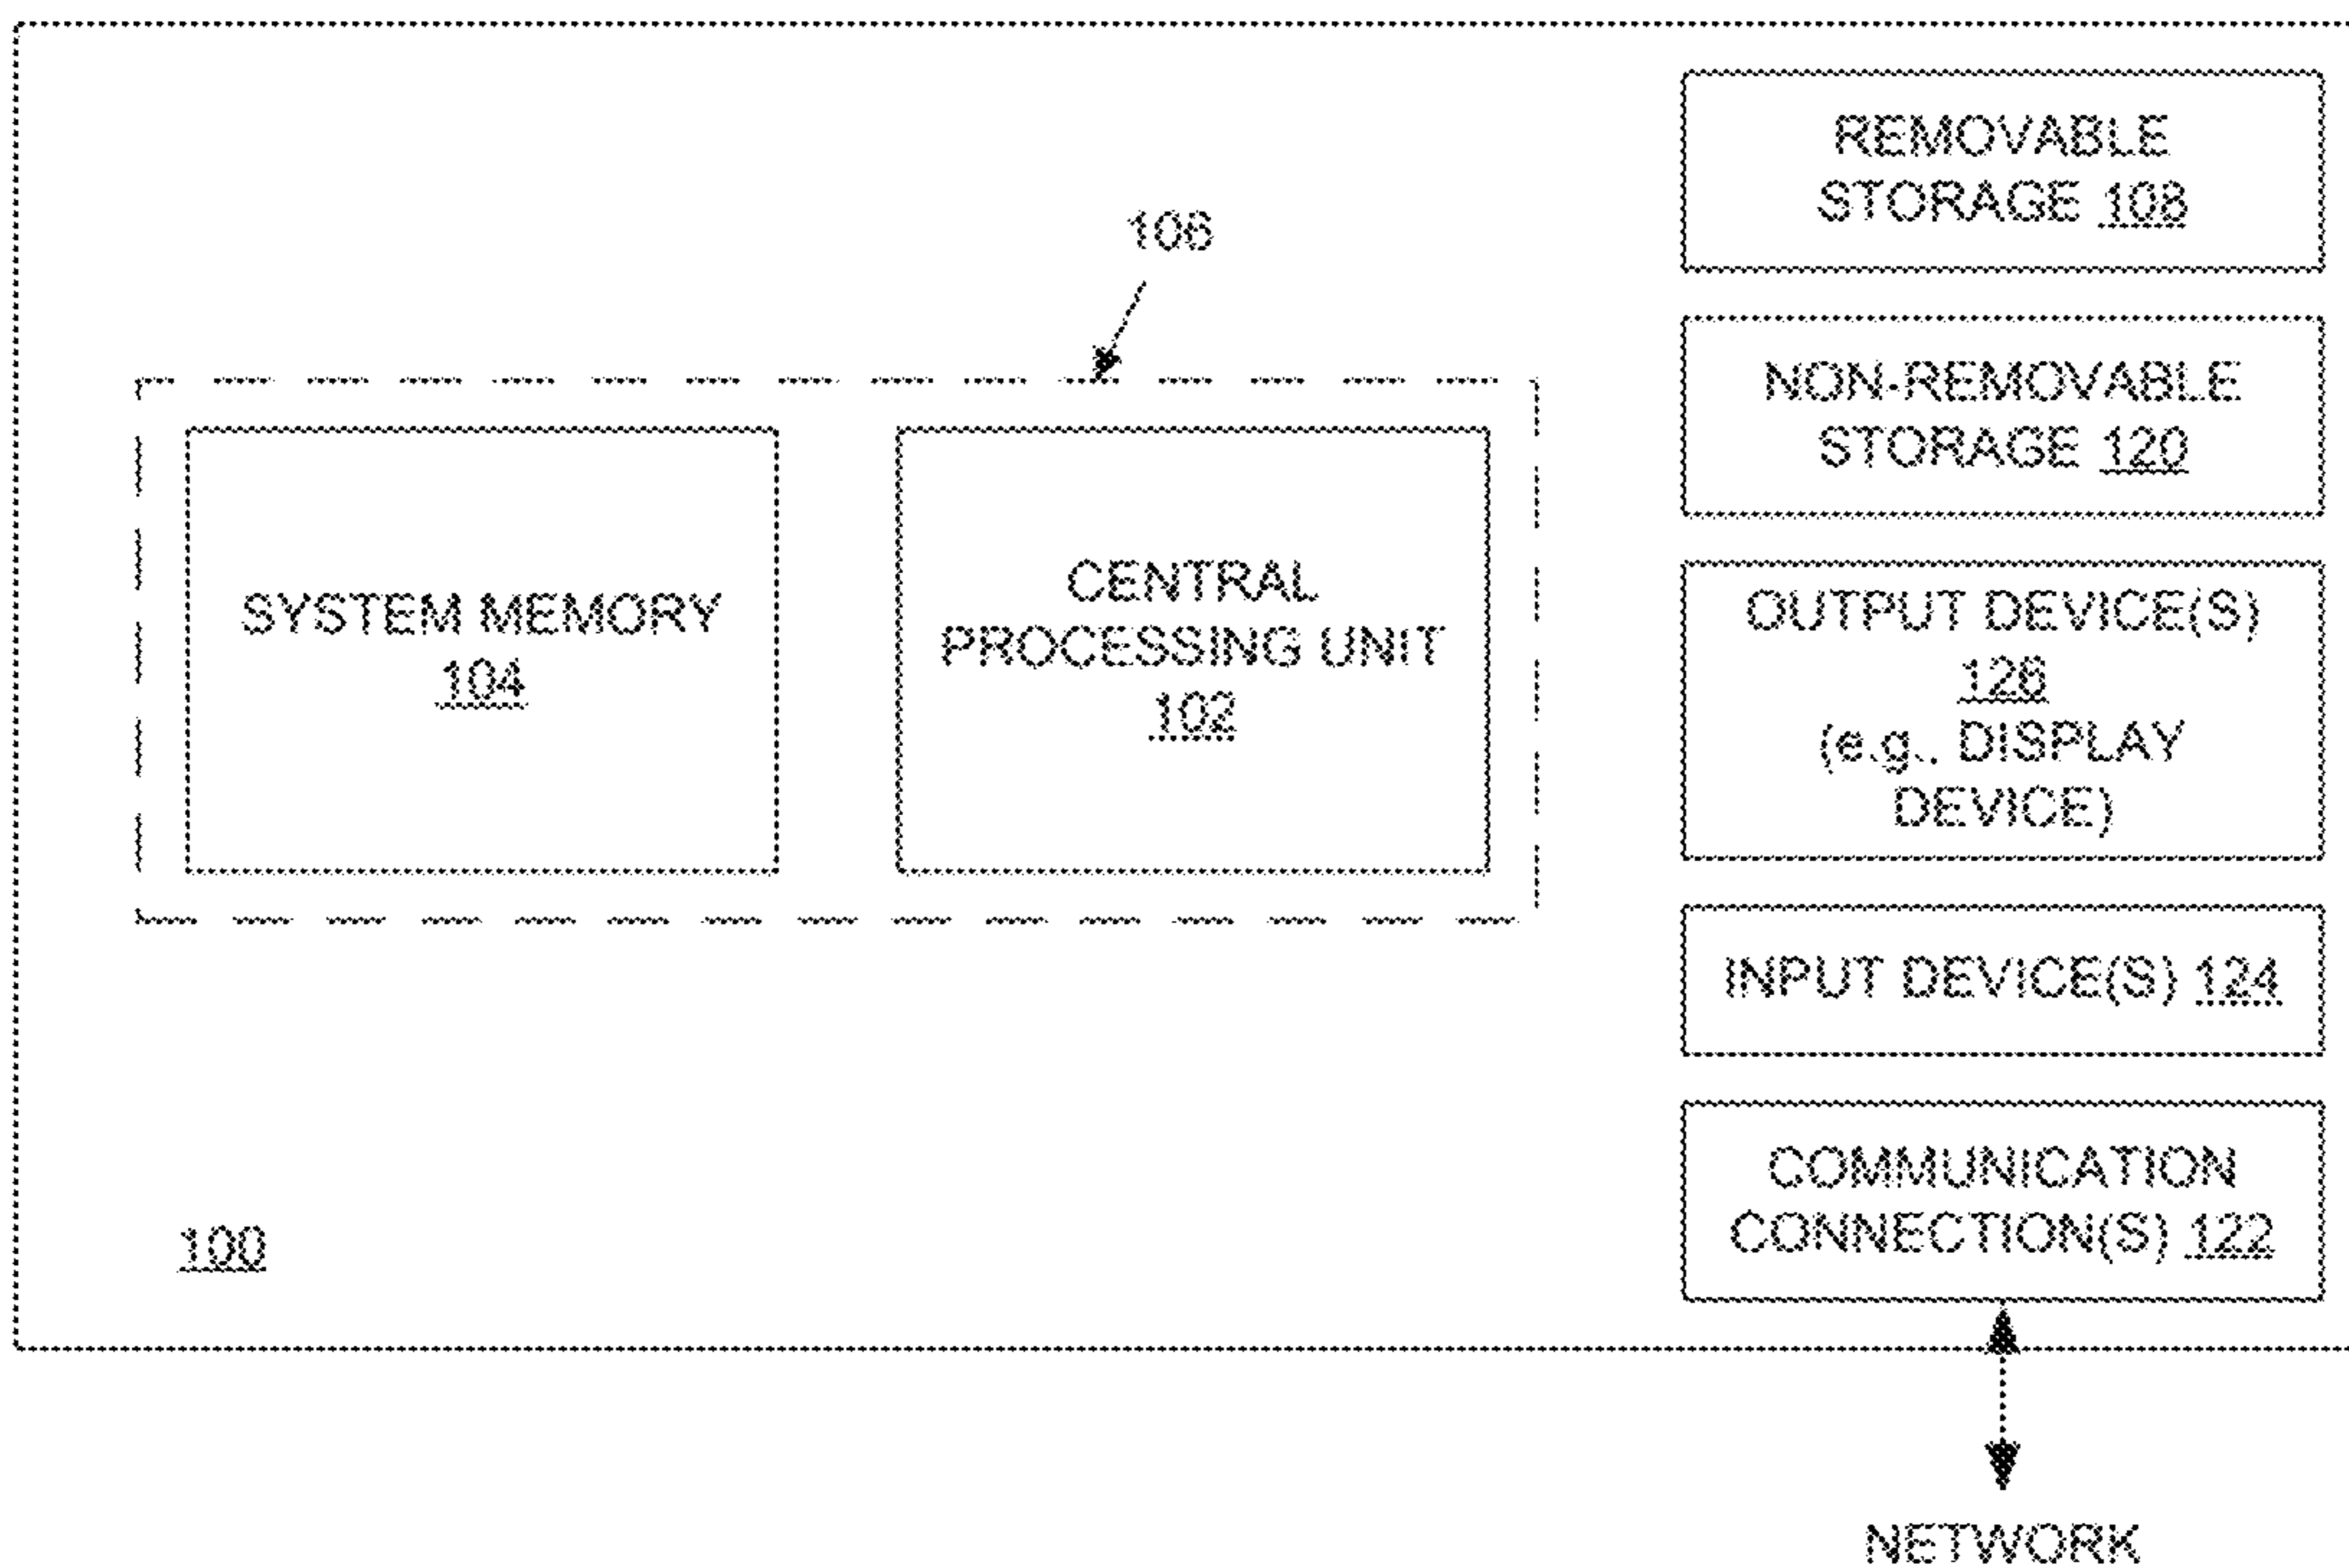 REMOVABLE
STORAGE 108
106
NON-REMOVABLE
STORAGE 120
SYSTEM MEMORY
104
CENTRAL
PROCESSING UNIT
102
OUTPUT DEVICE(S)
126
(e.g., DISPLAY
DEVICE)
INPUT DEVICE(S) 124
COMMUNICATION
CONNECTION(S) 122
100
NETWORK